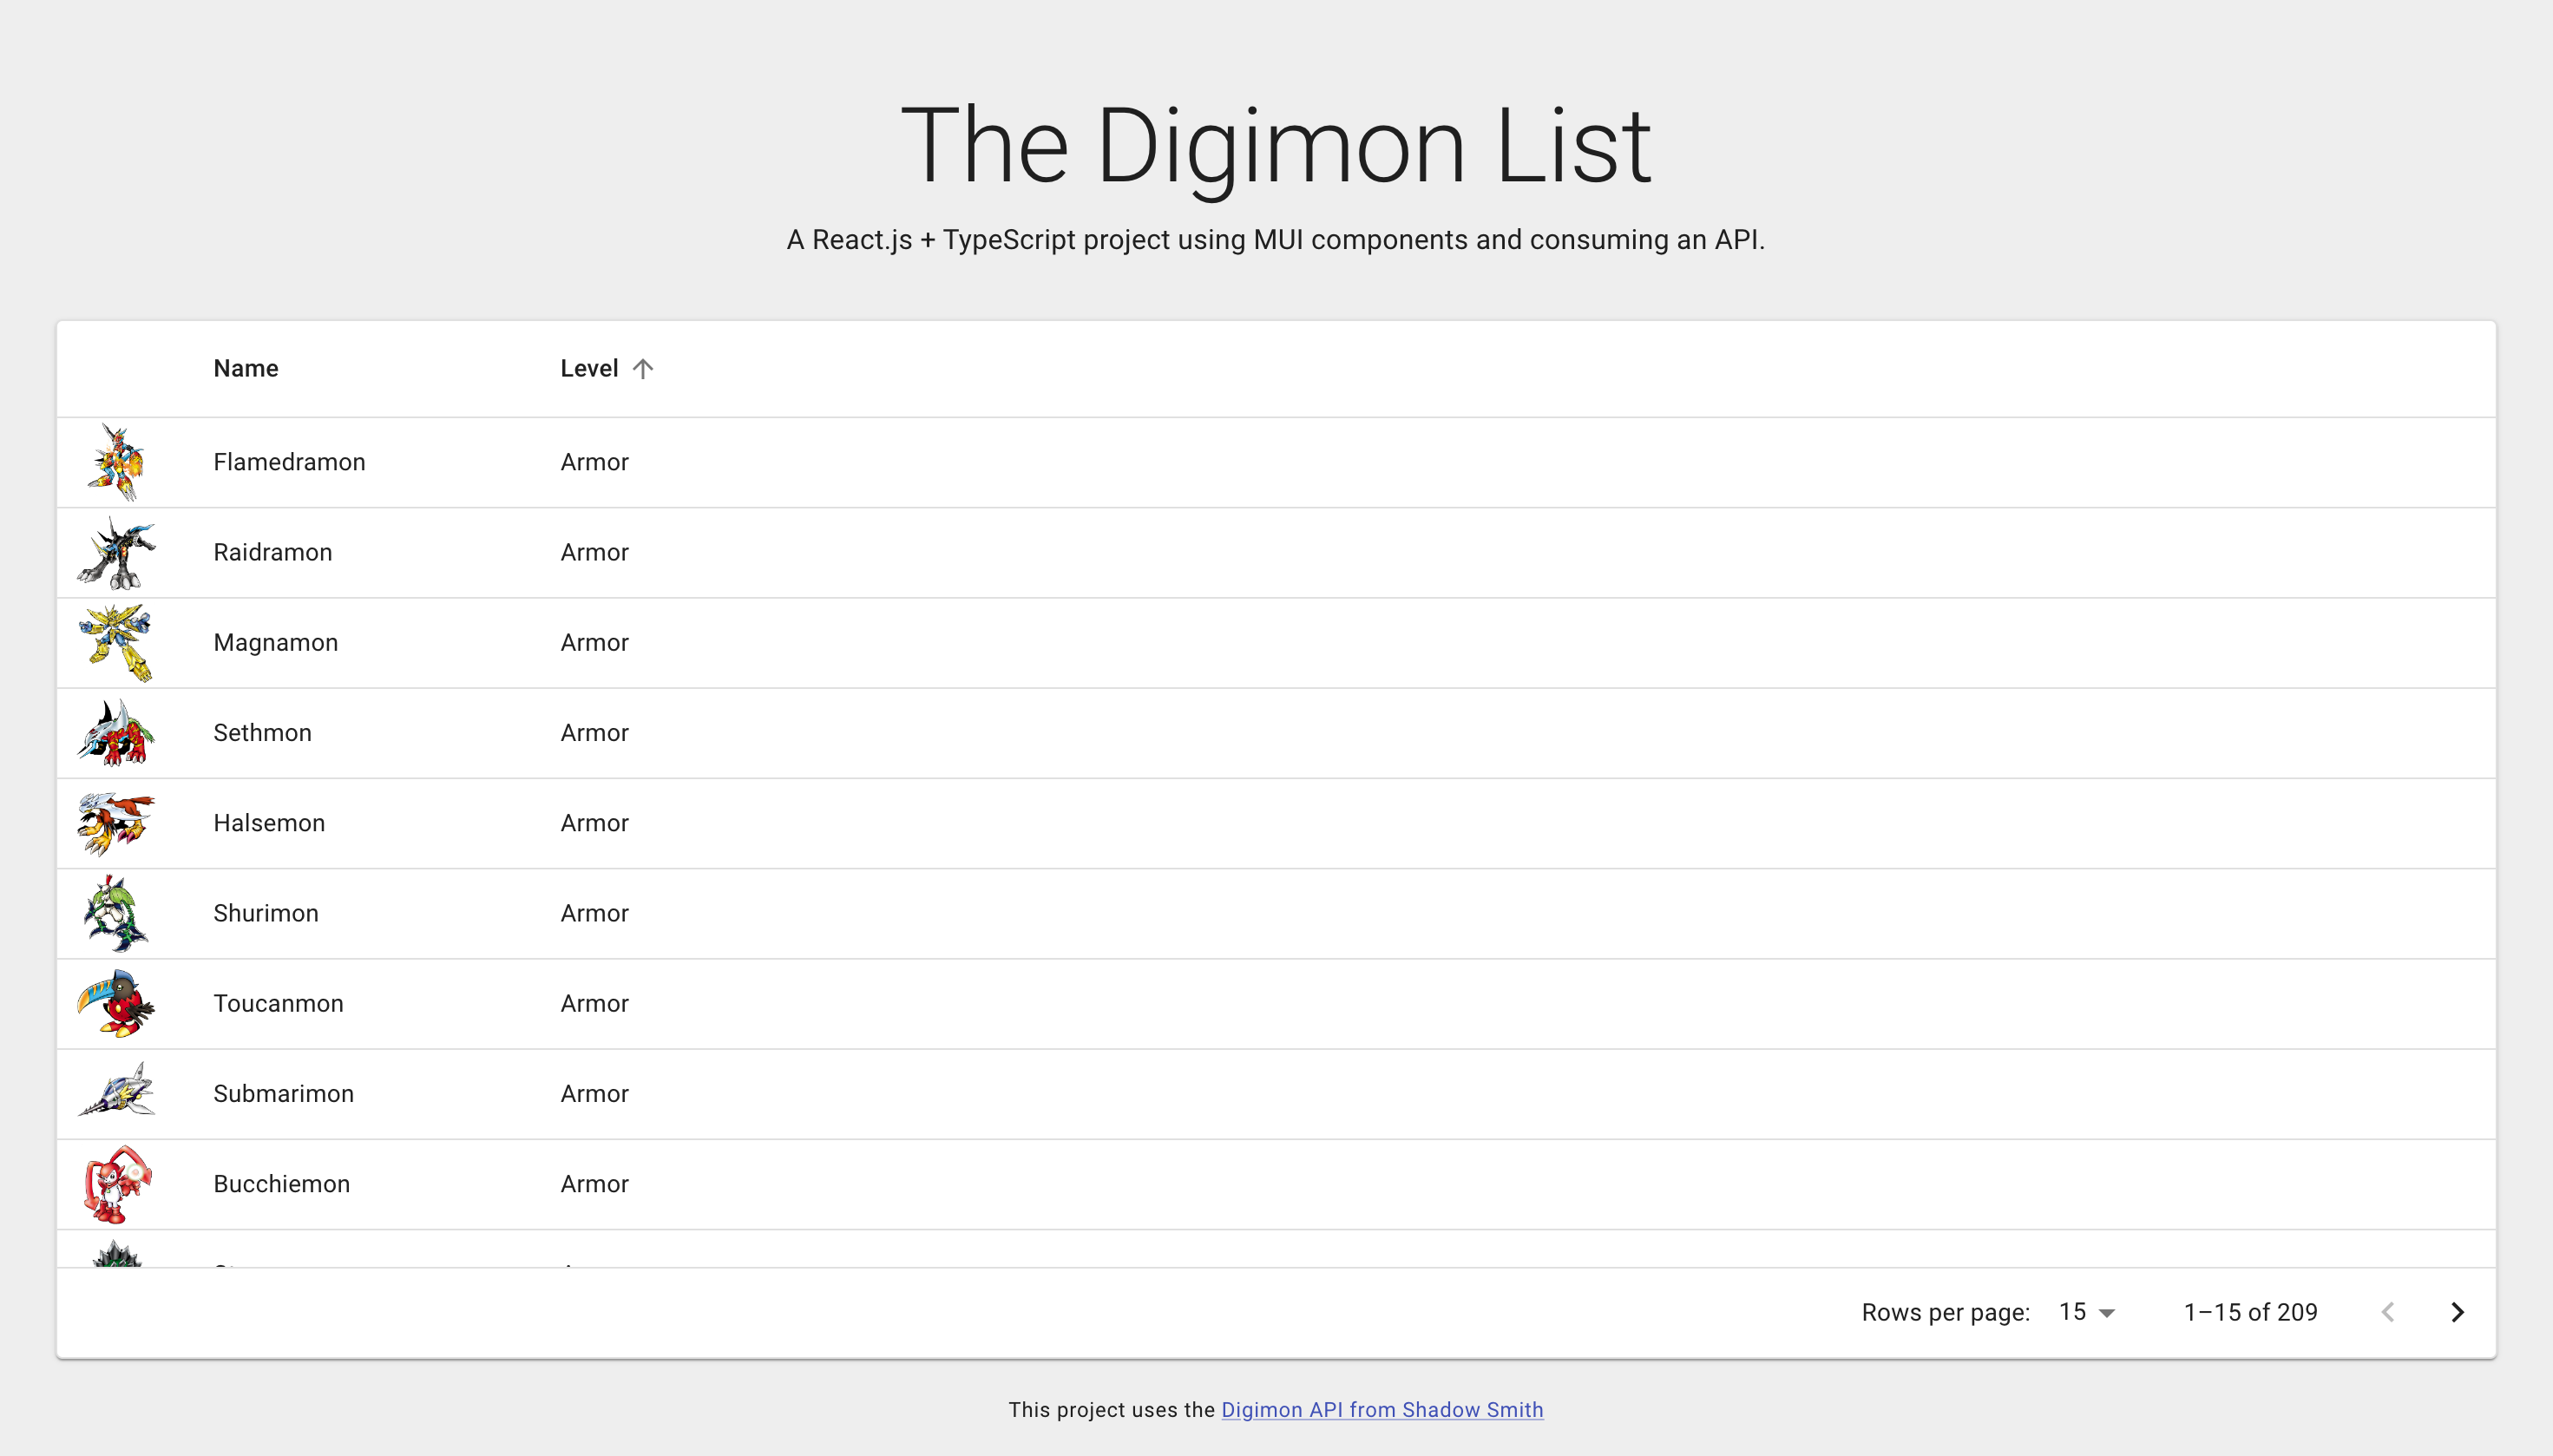 The Digimon List
A React.js + TypeScript project using MUI components and consuming an API.
Name Level
Flamedramon Armor
Raidramon Armor
Magnamon Armor
Sethmon Armor
Halsemon Armor
Shurimon Armor
Toucanmon Armor
Submarimon Armor
Bucchiemon Armor
Rows per page: 15 1–15 of 209
This project uses the Digimon API from Shadow Smith